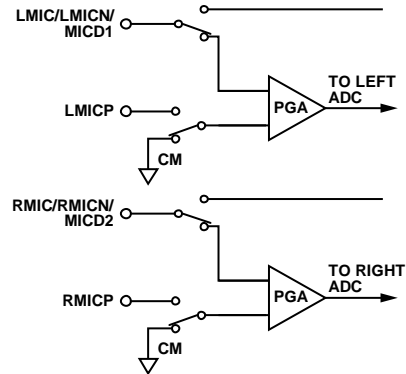 LMIC/LMICN/
MICD1
TO LEFT
ADC
PGA
LMICP
CM
RMIC/RMICN/
MICD2
TO RIGHT
ADC
PGA
RMICP
CM